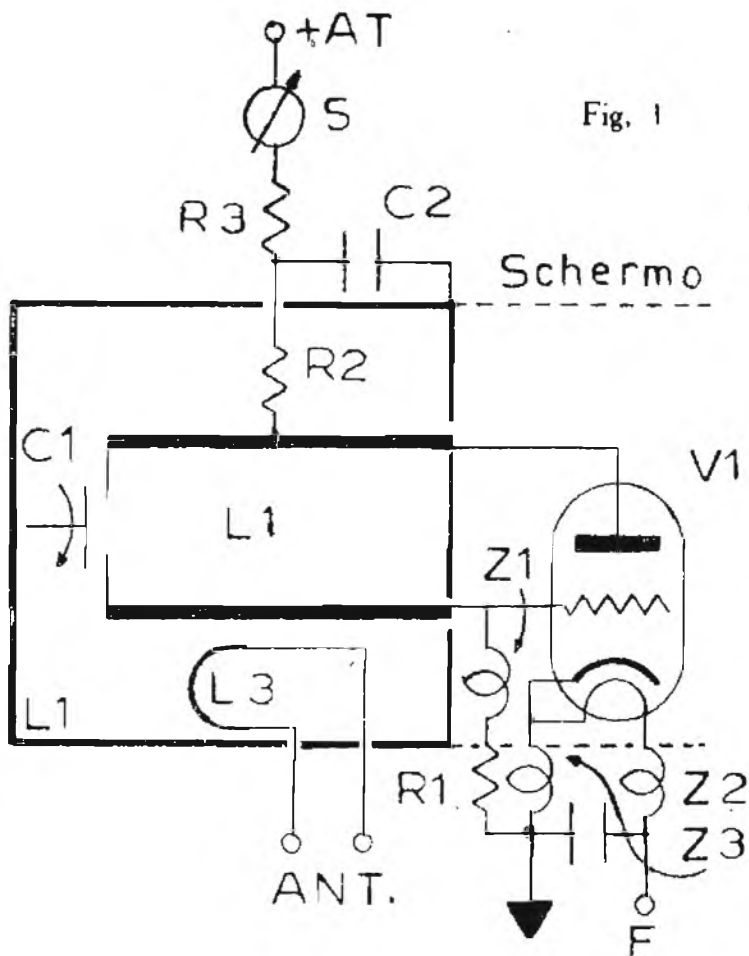 +AT
S
Fig. 1
R3
C2
Schermo
R2
C1
V1
L1
Z1
L3
L1
R1
Z2
Z3
ANT.
F